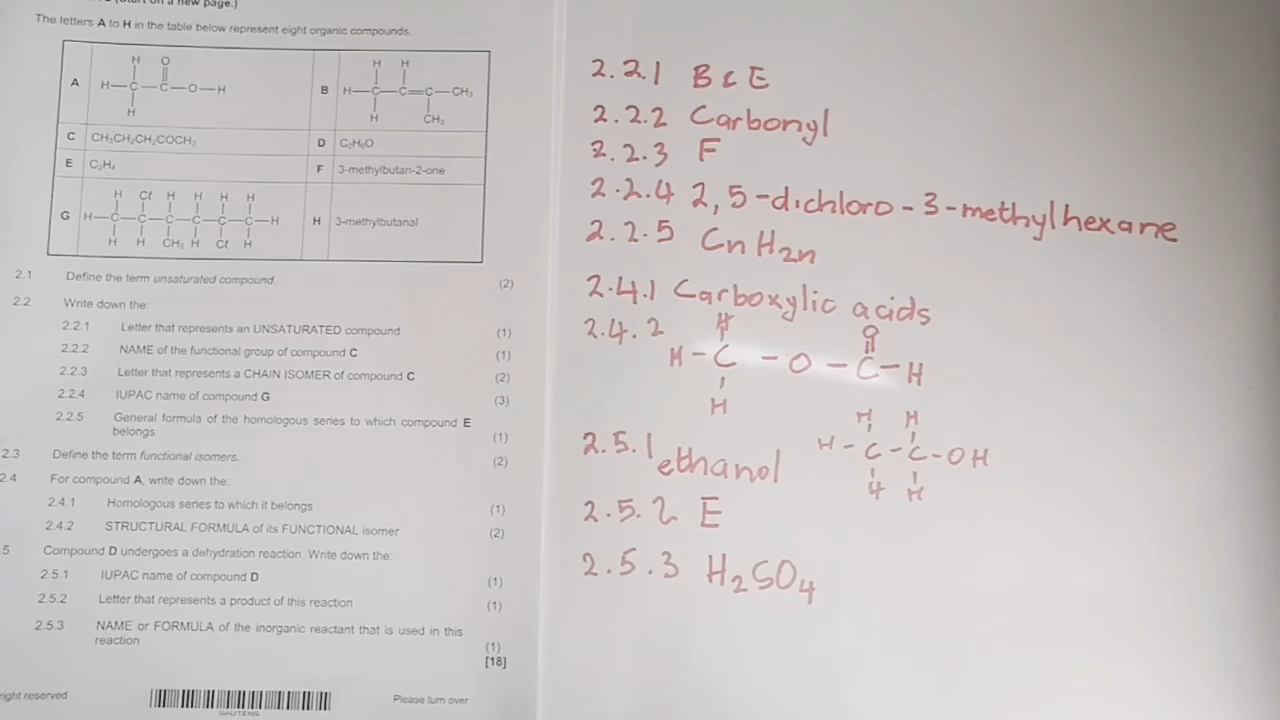 new page.)
The letters A to H in the table below represent eight organic compounds.
A
H O
H—C—C—O—H
H
B
H H
H—C—C=C—CH₃
H CH₃
C CH₃CH₂CH₂COCH₃
D C₂H₆O
E C₂H₄
F 3-methylbutan-2-one
G
H Cℓ H H H H
H—C—C—C—C—C—C—H
H H CH₃ H Cℓ H
H 3-methylbutanal
2.1 Define the term unsaturated compound. (2)
2.2 Write down the:
2.2.1 Letter that represents an UNSATURATED compound (1)
2.2.2 NAME of the functional group of compound C (1)
2.2.3 Letter that represents a CHAIN ISOMER of compound C (2)
2.2.4 IUPAC name of compound G (3)
2.2.5 General formula of the homologous series to which compound E
belongs (1)
2.3 Define the term functional isomers. (2)
2.4 For compound A, write down the:
2.4.1 Homologous series to which it belongs (1)
2.4.2 STRUCTURAL FORMULA of its FUNCTIONAL isomer (2)
.5 Compound D undergoes a dehydration reaction. Write down the:
2.5.1 IUPAC name of compound D (1)
2.5.2 Letter that represents a product of this reaction (1)
2.5.3 NAME or FORMULA of the inorganic reactant that is used in this
reaction (1)
[18]
right reserved
GAUTENG
Please turn over
2.2.1 B & E
2.2.2 Carbonyl
2.2.3 F
2.2.4 2,5-dichloro-3-methylhexane
2.2.5 CnH2n
2.4.1 Carboxylic acids
2.4.2
H O
H-C-O-C-H
H
2.5.1 ethanol
H H
H-C-C-OH
H H
2.5.2 E
2.5.3 H₂SO₄